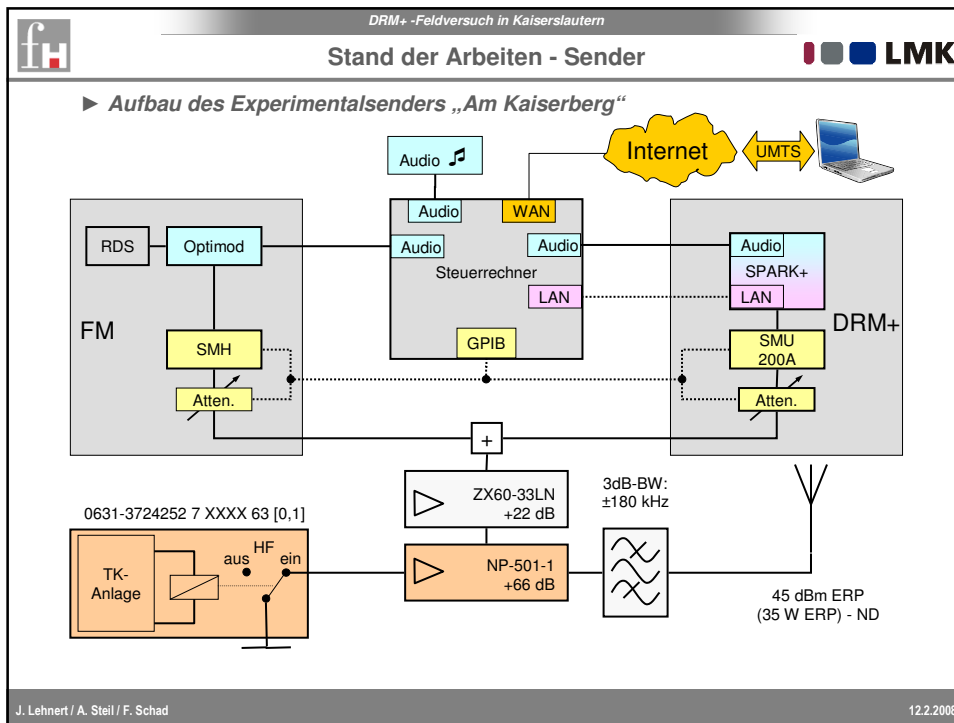 DRM+ -Feldversuch in Kaiserslautern
fH
Stand der Arbeiten - Sender
LMK
► Aufbau des Experimentalsenders „Am Kaiserberg“
Audio ♫
Internet
UMTS
Audio
WAN
RDS
Optimod
Audio
Audio
Audio
Steuerrechner
SPARK+
LAN
LAN
FM
DRM+
GPIB
SMH
SMU
200A
Atten.
Atten.
+
ZX60-33LN
+22 dB
3dB-BW:
±180 kHz
0631-3724252 7 XXXX 63 [0,1]
HF
aus
ein
TK-
Anlage
NP-501-1
+66 dB
45 dBm ERP
(35 W ERP) - ND
J. Lehnert / A. Steil / F. Schad
12.2.2008